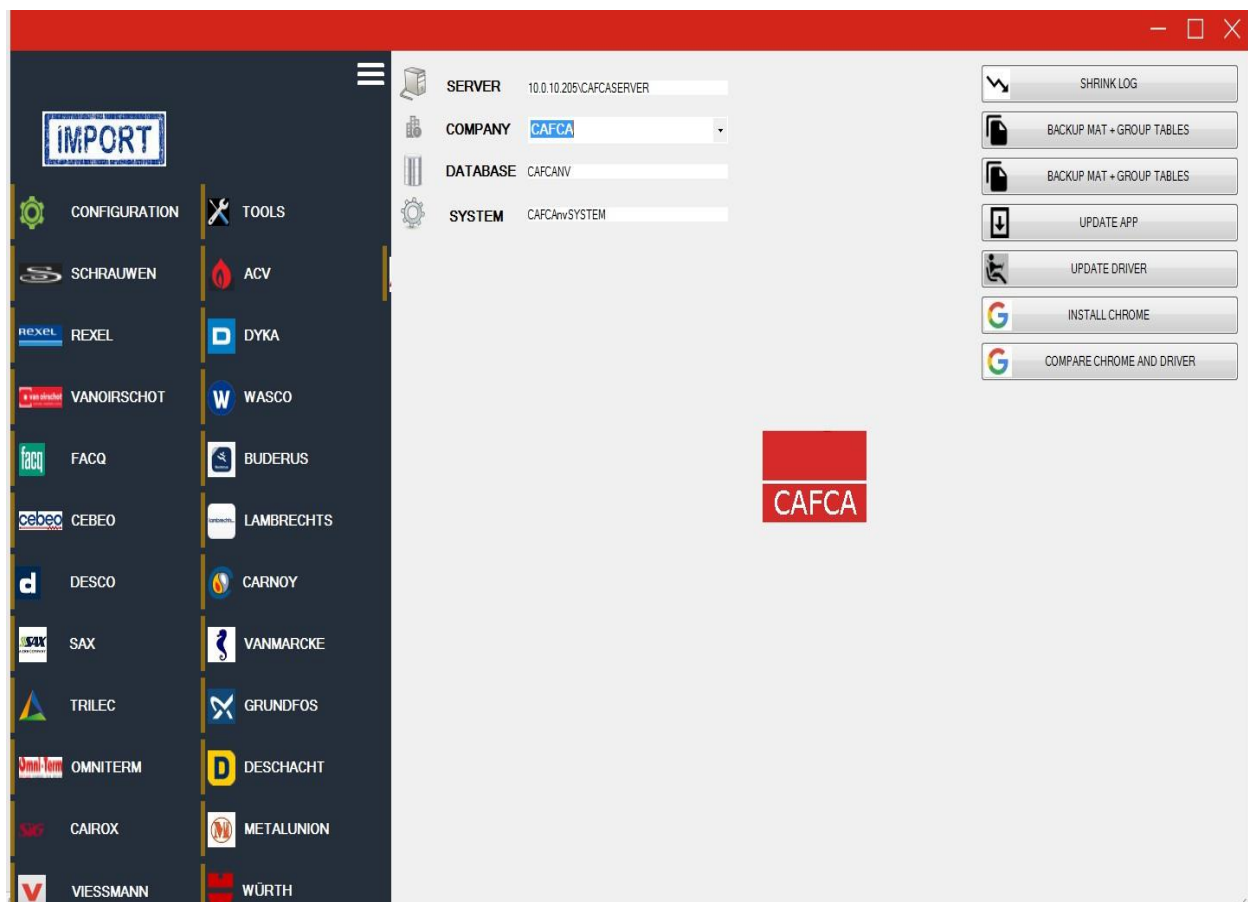 IMPORT
SERVER 10.0.10.205\CAFCASERVER
COMPANY CAFCA
DATABASE CAFCANV
SYSTEM CAFCAnvSYSTEM
SHRINK LOG
BACKUP MAT + GROUP TABLES
BACKUP MAT + GROUP TABLES
UPDATE APP
UPDATE DRIVER
INSTALL CHROME
COMPARE CHROME AND DRIVER
CONFIGURATION TOOLS
SCHRAUWEN ACV
REXEL REXEL D DYKA
van oirschot VANOIRSCHOT W WASCO
facq FACQ BUDERUS
cebeo CEBEO LAMBRECHTS
d DESCO CARNOY
SAX SAX VANMARCKE
TRILEC GRUNDFOS
Omni-Term OMNITERM D DESCHACHT
CAIROX M METALUNION
V VIESSMANN WÜRTH
CAFCA